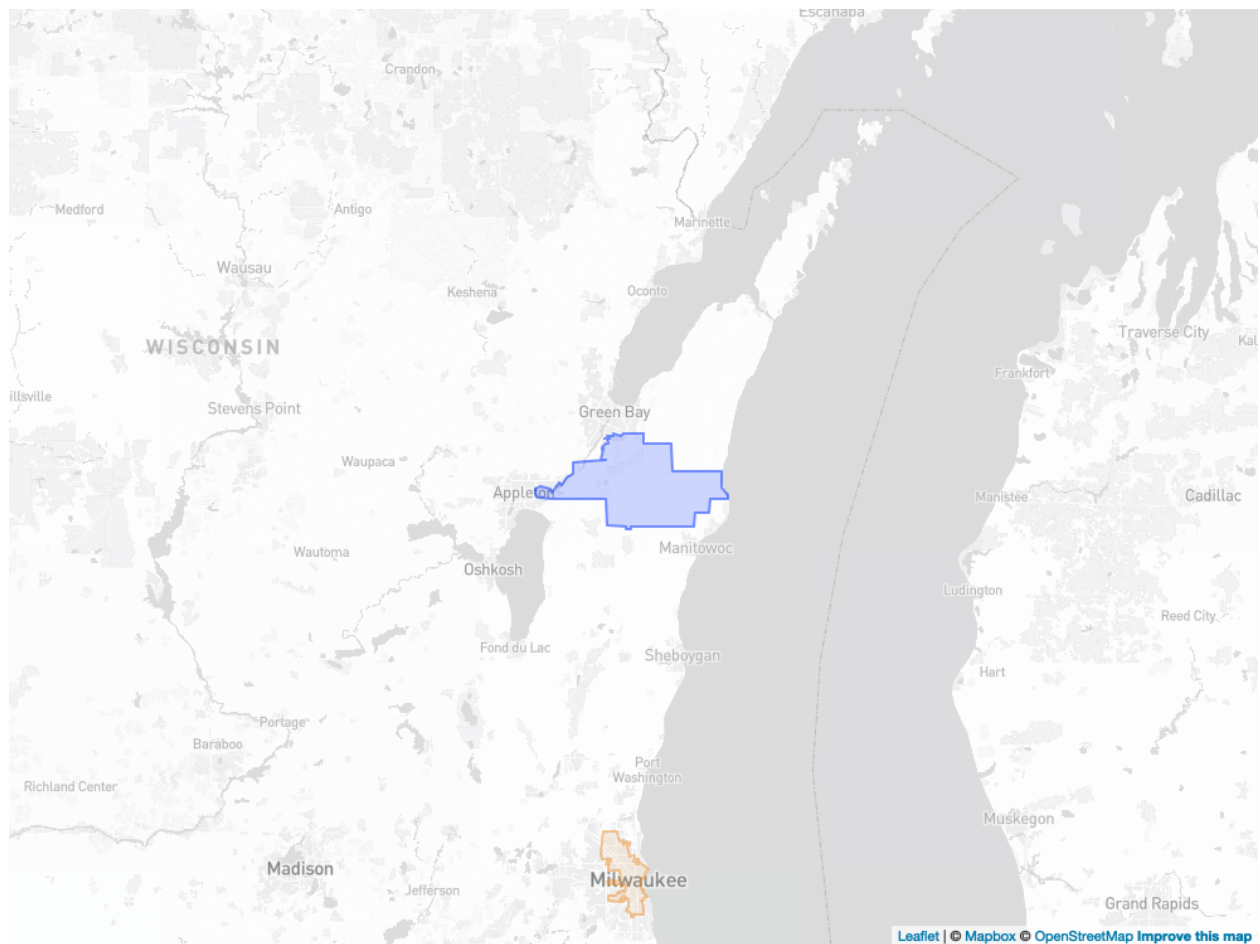 Escanaba
Crandon
Medford
Antigo
Marinette
Wausau
Keshena
Oconto
Traverse City
WISCONSIN
Kal
Frankfort
illsville
Stevens Point
Green Bay
Waupaca
Appleton
Manistee
Cadillac
Wautoma
Manitowoc
Oshkosh
Ludington
Reed City
Fond du Lac
Sheboygan
Hart
Portage
Baraboo
Port
Washington
Richland Center
Muskegon
Madison
Milwaukee
Jefferson
Grand Rapids
Leaflet | © Mapbox © OpenStreetMap Improve this map